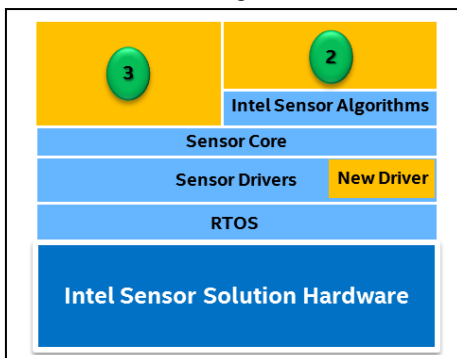 3
2
Intel Sensor Algorithms
Sensor Core
Sensor Drivers
New Driver
RTOS
Intel Sensor Solution Hardware